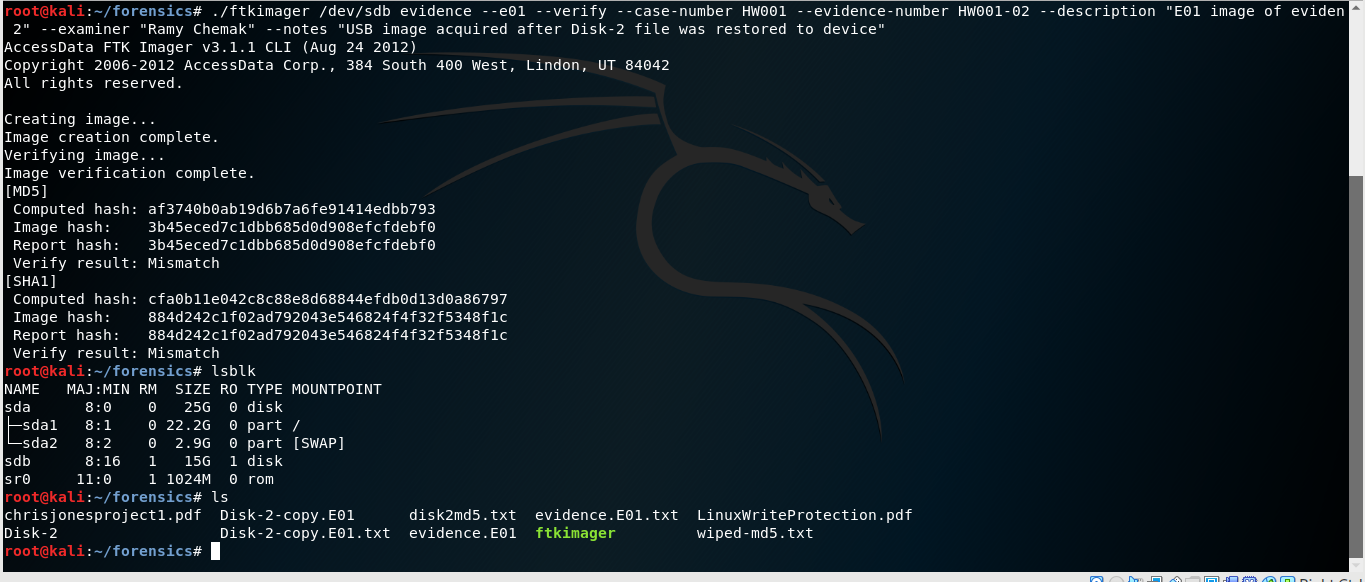 root@kali:~/forensics# ./ftkimager /dev/sdb evidence --e01 --verify --case-number HW001 --evidence-number HW001-02 --description "E01 image of eviden
 2" --examiner "Ramy Chemak" --notes "USB image acquired after Disk-2 file was restored to device"
AccessData FTK Imager v3.1.1 CLI (Aug 24 2012)
Copyright 2006-2012 AccessData Corp., 384 South 400 West, Lindon, UT 84042
All rights reserved.

Creating image...
Image creation complete.
Verifying image...
Image verification complete.
[MD5]
 Computed hash: af3740b0ab19d6b7a6fe91414edbb793
 Image hash:    3b45eced7c1dbb685d0d908efcfdebf0
 Report hash:   3b45eced7c1dbb685d0d908efcfdebf0
 Verify result: Mismatch
[SHA1]
 Computed hash: cfa0b11e042c8c88e8d68844efdb0d13d0a86797
 Image hash:    884d242c1f02ad792043e546824f4f32f5348f1c
 Report hash:   884d242c1f02ad792043e546824f4f32f5348f1c
 Verify result: Mismatch
root@kali:~/forensics# lsblk
NAME   MAJ:MIN RM  SIZE RO TYPE MOUNTPOINT
sda      8:0    0   25G  0 disk
├─sda1   8:1    0 22.2G  0 part /
└─sda2   8:2    0  2.9G  0 part [SWAP]
sdb      8:16   1   15G  1 disk
sr0     11:0    1 1024M  0 rom
root@kali:~/forensics# ls
chrisjonesproject1.pdf  Disk-2-copy.E01      disk2md5.txt  evidence.E01.txt  LinuxWriteProtection.pdf
Disk-2                  Disk-2-copy.E01.txt  evidence.E01  ftkimager         wiped-md5.txt
root@kali:~/forensics#